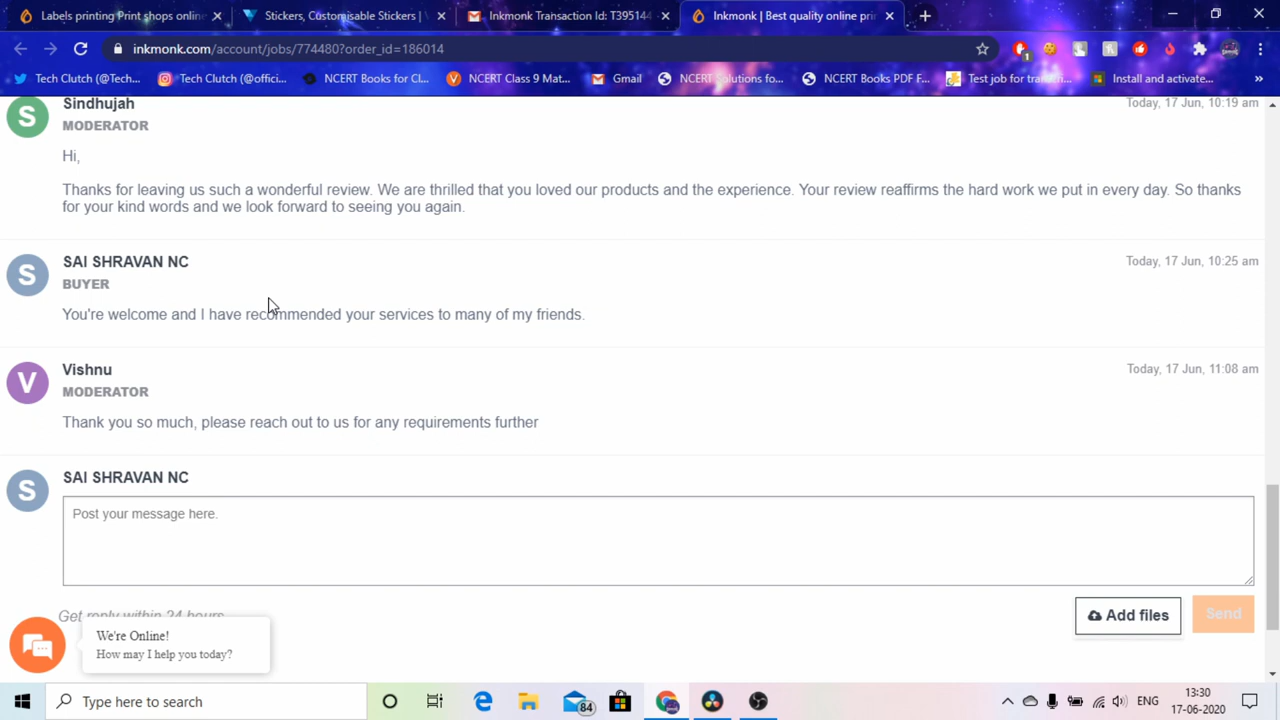 Labels printing Print shops online
Stickers, Customisable Stickers |
Inkmonk Transaction Id: T395144
Inkmonk | Best quality online prin
inkmonk.com/account/jobs/774480?order_id=186014
1
Tech Clutch (@Tech...
Tech Clutch (@offici...
NCERT Books for Cl...
NCERT Class 9 Mat...
Gmail
NCERT Solutions fo...
NCERT Books PDF F...
Test job for transcri...
Install and activate...
»
S
Sindhujah
Today, 17 Jun, 10:19 am
MODERATOR
Hi,
Thanks for leaving us such a wonderful review. We are thrilled that you loved our products and the experience. Your review reaffirms the hard work we put in every day. So thanks
for your kind words and we look forward to seeing you again.
S
SAI SHRAVAN NC
Today, 17 Jun, 10:25 am
BUYER
You're welcome and I have recommended your services to many of my friends.
V
Vishnu
Today, 17 Jun, 11:08 am
MODERATOR
Thank you so much, please reach out to us for any requirements further
S
SAI SHRAVAN NC
Post your message here.
Get reply within 24 hours
Add files
Send
We're Online!
How may I help you today?
Type here to search
84
ENG
13:30
17-06-2020